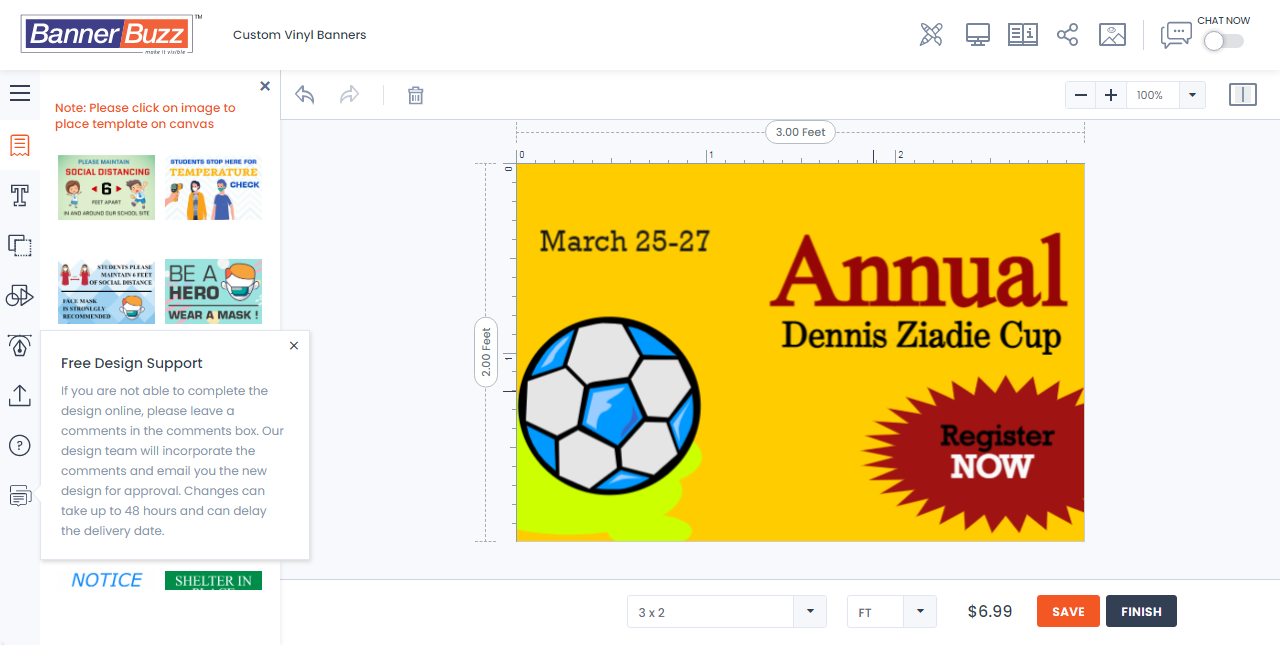 BannerBuzz™
make it visible
Custom Vinyl Banners
CHAT NOW
Note: Please click on image to
place template on canvas
100%
3.00 Feet
0
1
2
0
1
2.00 Feet
PLEASE MAINTAIN
SOCIAL DISTANCING
6
FEET APART
IN AND AROUND OUR SCHOOL SITE
STUDENTS STOP HERE FOR
TEMPERATURE
CHECK
STUDENTS PLEASE
MAINTAIN 6 FEET
OF SOCIAL DISTANCE
FACE MASK
IS STRONLGLY
RECOMMENDED
BE A
HERO
WEAR A MASK !
Free Design Support
If you are not able to complete the
design online, please leave a
comments in the comments box. Our
design team will incorporate the
comments and email you the new
design for approval. Changes can
take up to 48 hours and can delay
the delivery date.
NOTICE
SHELTER IN
PLACE
March 25-27
Annual
Dennis Ziadie Cup
Register
NOW
3 x 2
FT
$6.99
SAVE
FINISH